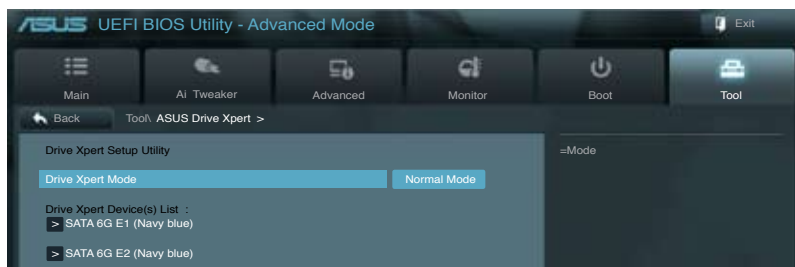 ASUS UEFI BIOS Utility - Advanced Mode Exit
Main Ai Tweaker Advanced Monitor Boot Tool
Back Tool\ ASUS Drive Xpert >
Drive Xpert Setup Utility =Mode
Drive Xpert Mode Normal Mode
Drive Xpert Device(s) List :
> SATA 6G E1 (Navy blue)
> SATA 6G E2 (Navy blue)